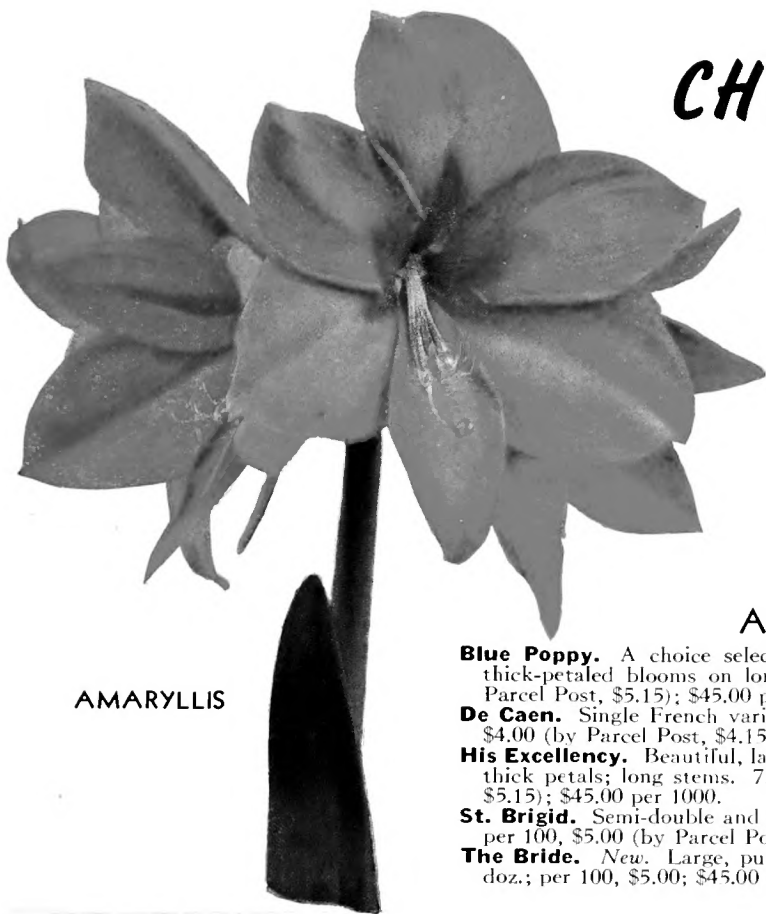 CH
AMARYLLIS
A
Blue Poppy. A choice selec
thick-petaled blooms on lon
Parcel Post, $5.15); $45.00 p
De Caen. Single French vari
$4.00 (by Parcel Post, $4.15
His Excellency. Beautiful, la
thick petals; long stems. 7
$5.15); $45.00 per 1000.
St. Brigid. Semi-double and
per 100, $5.00 (by Parcel Po
The Bride. New. Large, pu
doz.; per 100, $5.00; $45.00